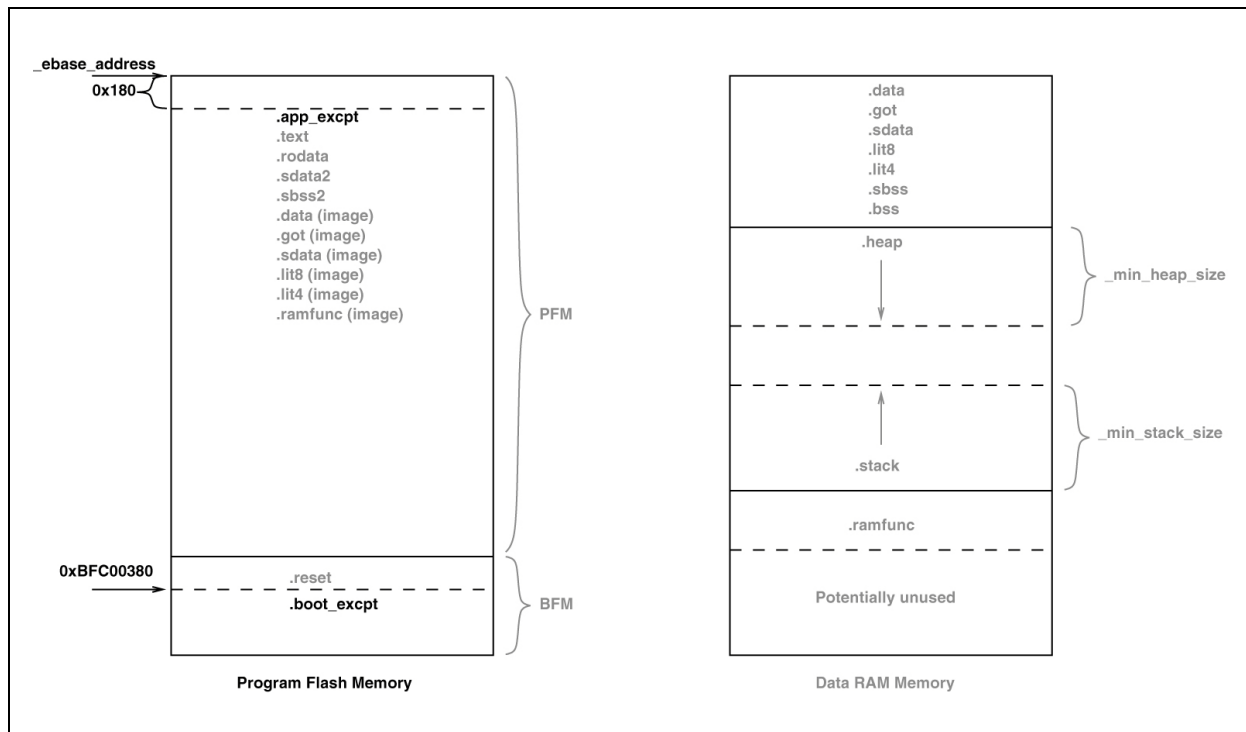 _ebase_address
0x180
.app_excpt
.text
.rodata
.sdata2
.sbss2
.data (image)
.got (image)
.sdata (image)
.lit8 (image)
.lit4 (image)
.ramfunc (image)
PFM
0xBFC00380
.reset
.boot_excpt
BFM
Program Flash Memory
.data
.got
.sdata
.lit8
.lit4
.sbss
.bss
.heap
_min_heap_size
_min_stack_size
.stack
.ramfunc
Potentially unused
Data RAM Memory